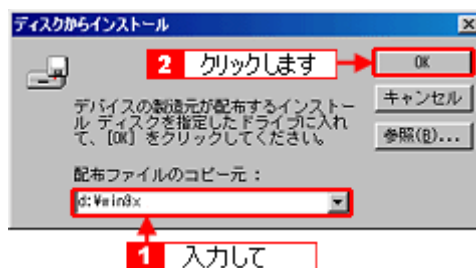 ディスクからインストール
2 クリックします
OK
キャンセル
参照(R)...
デバイスの製造元が配布するインストー
ル ディスクを指定したドライブに入れ
て、[OK] をクリックしてください。
配布ファイルのコピー元：
d:¥win9x
1 入力して